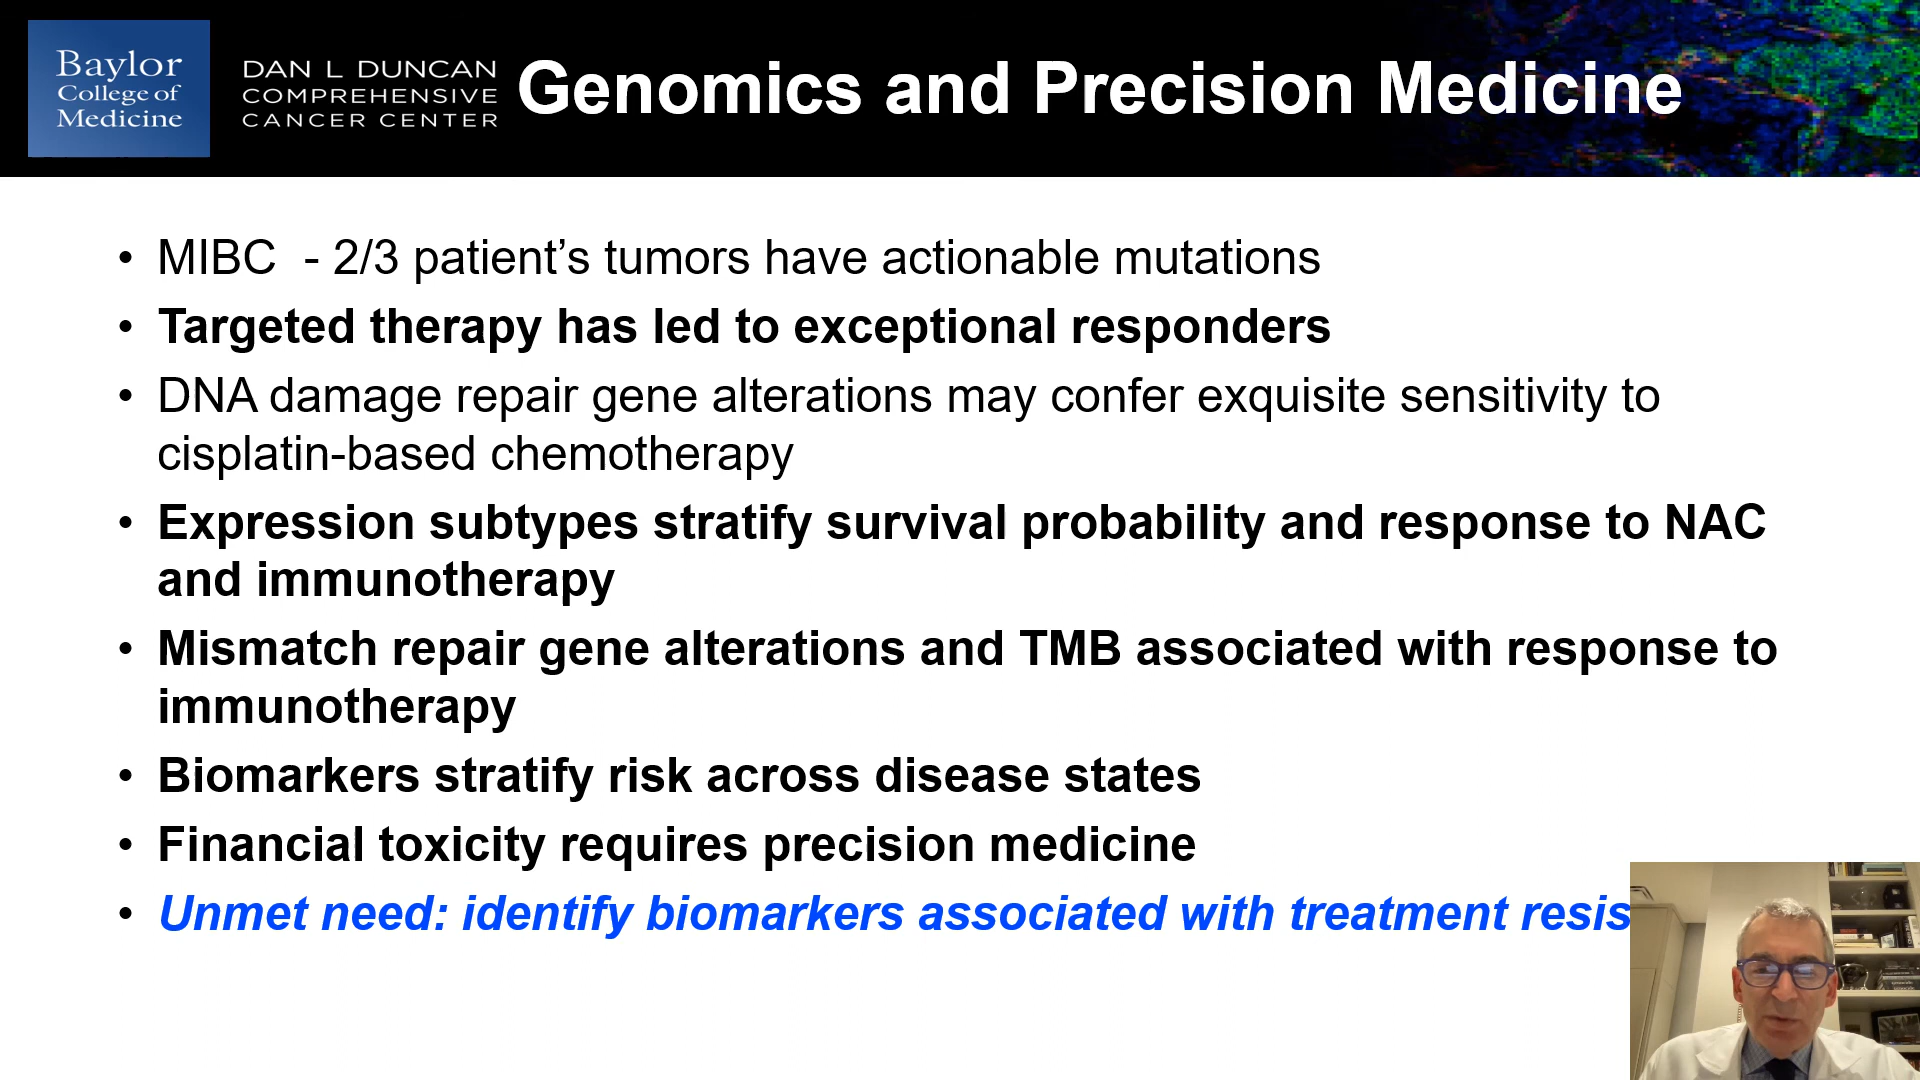 Baylor
College of
Medicine
DAN L DUNCAN
COMPREHENSIVE
CANCER CENTER
Genomics and Precision Medicine
• MIBC  - 2/3 patient’s tumors have actionable mutations
• Targeted therapy has led to exceptional responders
• DNA damage repair gene alterations may confer exquisite sensitivity to
cisplatin-based chemotherapy
• Expression subtypes stratify survival probability and response to NAC
and immunotherapy
• Mismatch repair gene alterations and TMB associated with response to
immunotherapy
• Biomarkers stratify risk across disease states
• Financial toxicity requires precision medicine
• Unmet need: identify biomarkers associated with treatment resis